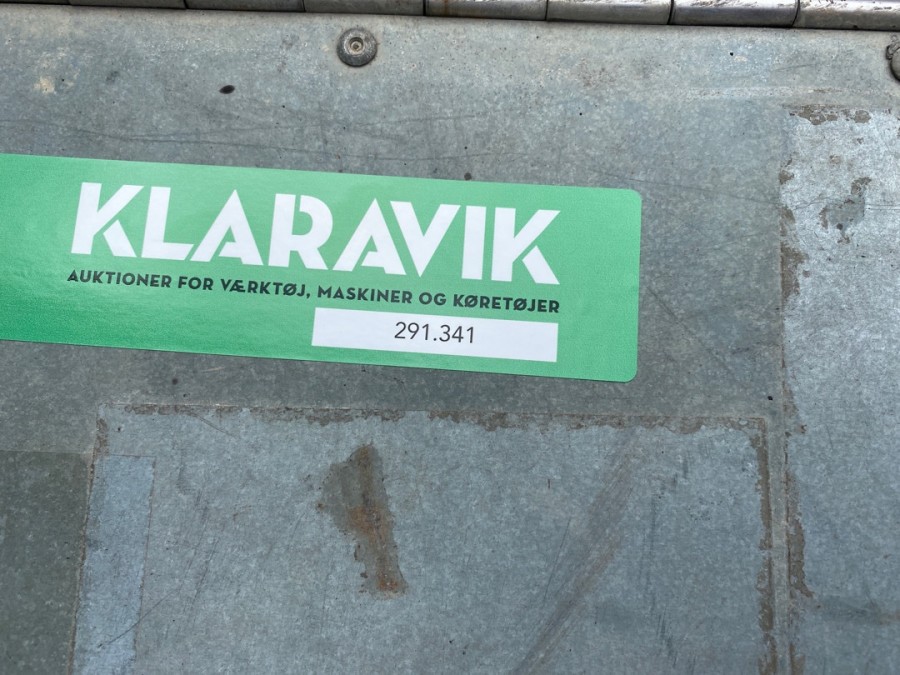 KLARAVIK
AUKTIONER FOR VÆRKTØJ, MASKINER OG KØRETØJER
291.341